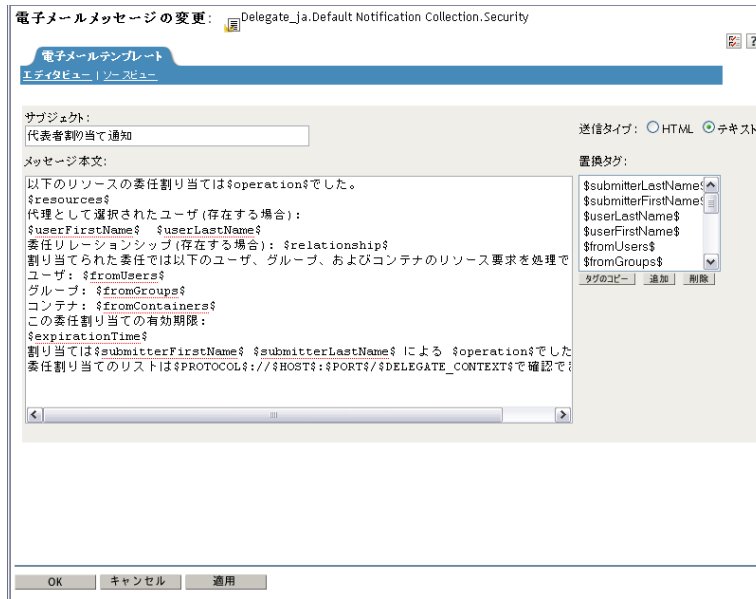 電子メールメッセージの変更: Delegate_ja.Default Notification Collection.Security
?
電子メールテンプレート
エディタビュー | ソースビュー
サブジェクト:
代表者割り当て通知
送信タイプ: HTML テキスト
メッセージ本文:
以下のリソースの委任割り当ては$operation$でした。
$resources$
代理として選択されたユーザ(存在する場合):
$userFirstName$ $userLastName$
委任リレーションシップ(存在する場合): $relationship$
割り当てられた委任では以下のユーザ、グループ、およびコンテナのリソース要求を処理で
ユーザ: $fromUsers$
グループ: $fromGroups$
コンテナ: $fromContainers$
この委任割り当ての有効期限:
$expirationTime$
割り当ては$submitterFirstName$ $submitterLastName$ による $operation$でした
委任割り当てのリストは$PROTOCOL$://$HOST$:$PORT$/$DELEGATE_CONTEXT$で確認でき
置換タグ:
$submitterLastName$
$submitterFirstName$
$userLastName$
$userFirstName$
$fromUsers$
$fromGroups$
タグのコピー 追加 削除
OK キャンセル 適用